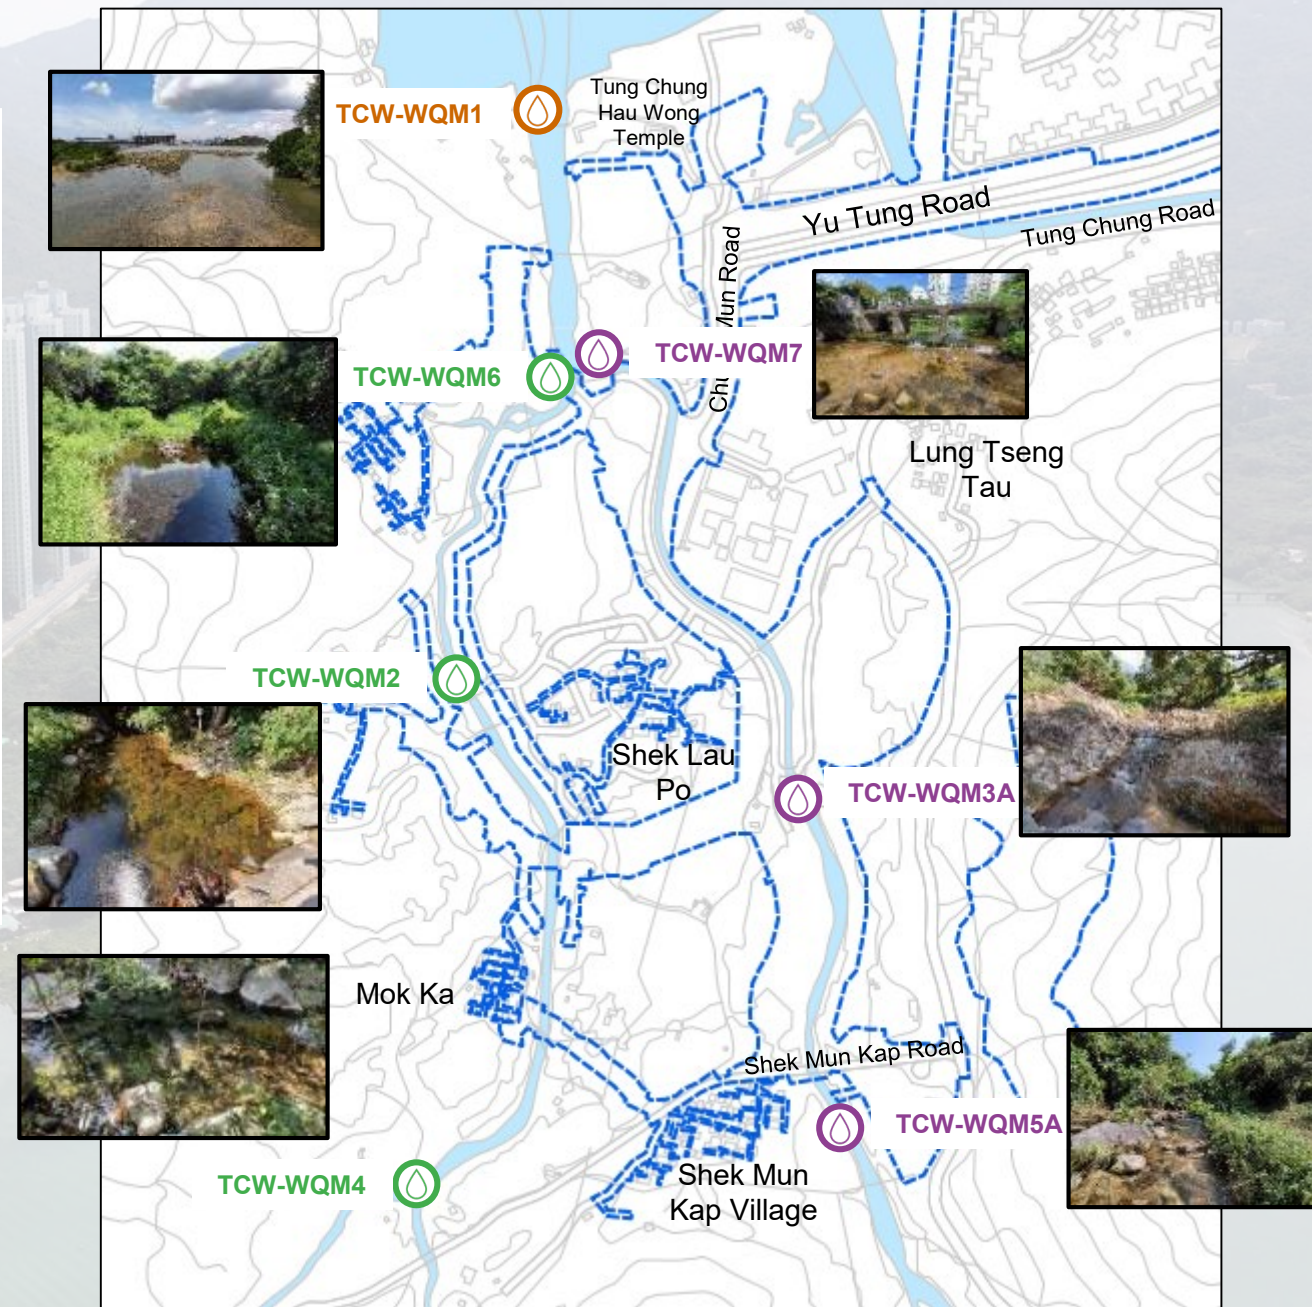 TCW-WQM1
Tung Chung
Hau Wong
Temple
Yu Tung Road
Tung Chung Road
Mun Road
TCW-WQM7
TCW-WQM6
Lung Tseng
Tau
TCW-WQM2
Shek Lau
Po
TCW-WQM3A
Mok Ka
Shek Mun Kap Road
TCW-WQM5A
TCW-WQM4
Shek Mun
Kap Village